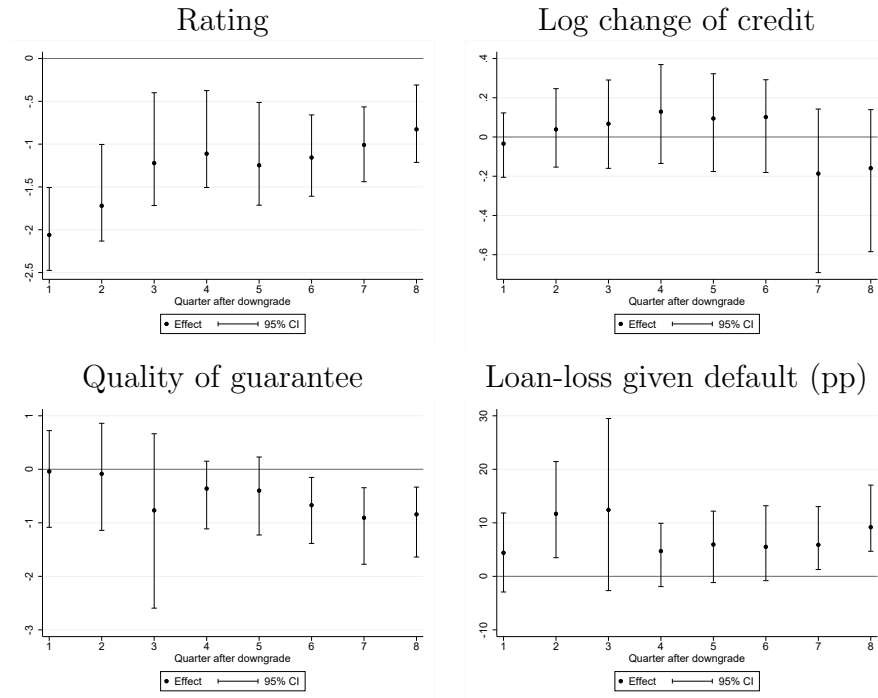 Rating
0
-.5
-1
-1.5
-2
-2.5
1 2 3 4 5 6 7 8
Quarter after downgrade
Effect 95% CI
Log change of credit
.4
.2
0
-.2
-.4
-.6
1 2 3 4 5 6 7 8
Quarter after downgrade
Effect 95% CI
Quality of guarantee
1
0
-1
-2
-3
1 2 3 4 5 6 7 8
Quarter after downgrade
Effect 95% CI
Loan-loss given default (pp)
30
20
10
0
-10
1 2 3 4 5 6 7 8
Quarter after downgrade
Effect 95% CI